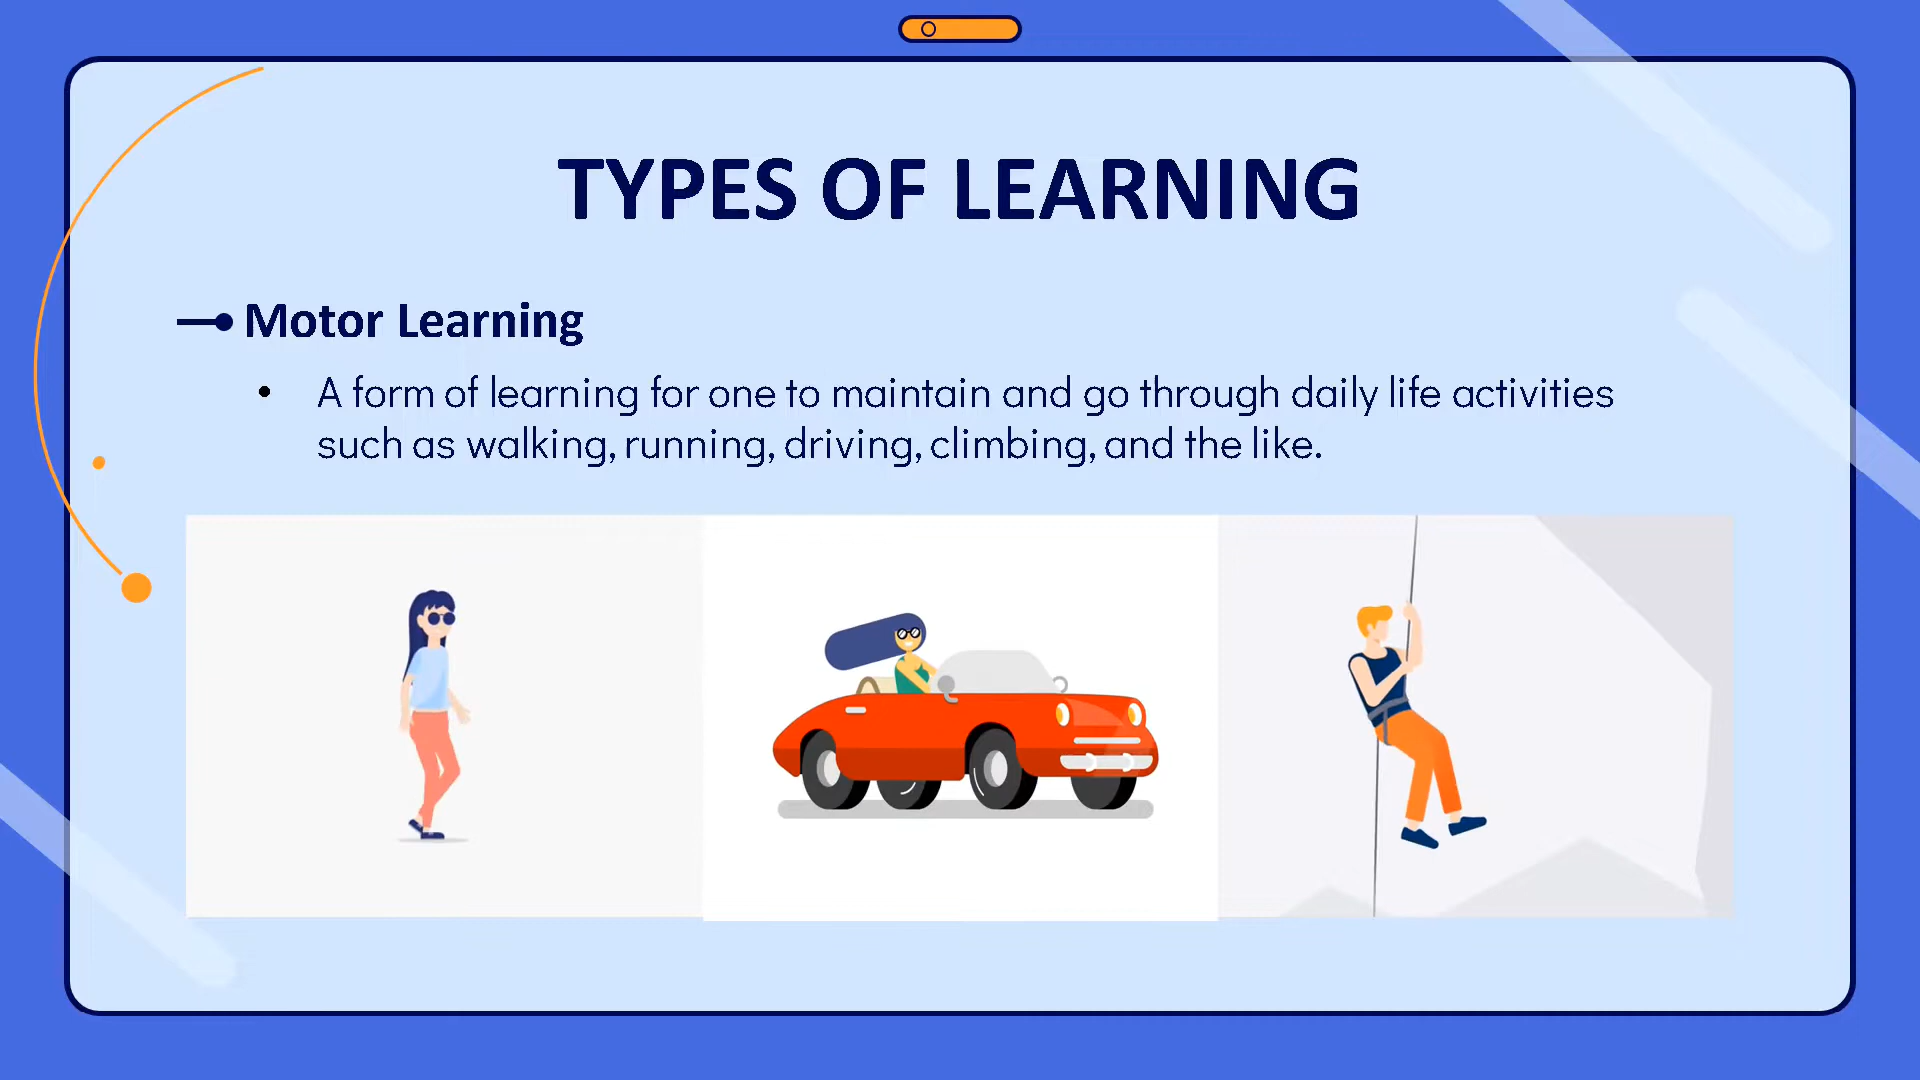 TYPES OF LEARNING
Motor Learning
• A form of learning for one to maintain and go through daily life activities
such as walking, running, driving, climbing, and the like.